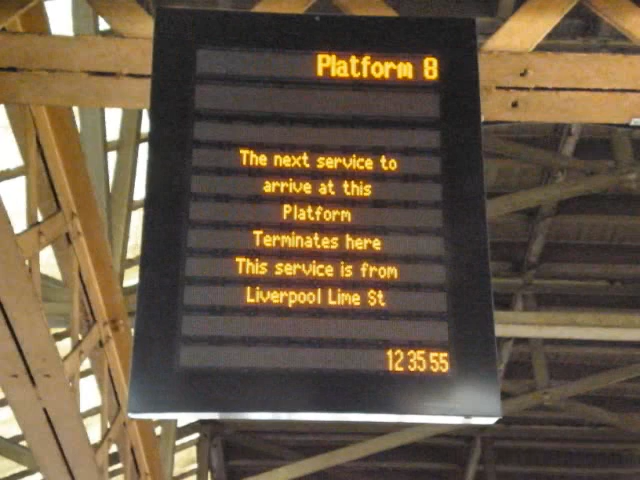 Platform 8
The next service to
arrive at this
Platform
Terminates here
This service is from
Liverpool Lime St
12 35 55